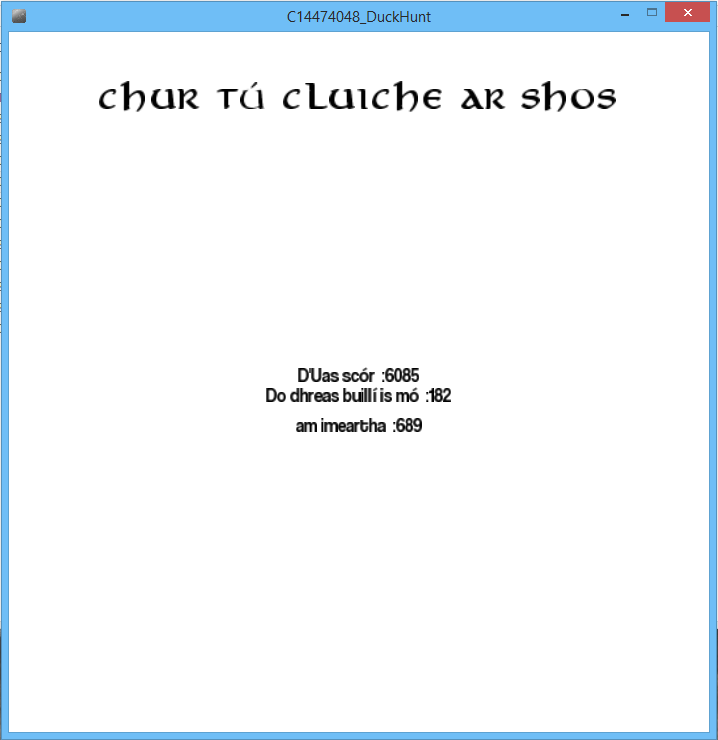 C14474048_DuckHunt
chur tú cluiche ar shos
D'Uas scór :6085
Do dhreas buillí is mó :182
am imeartha :689